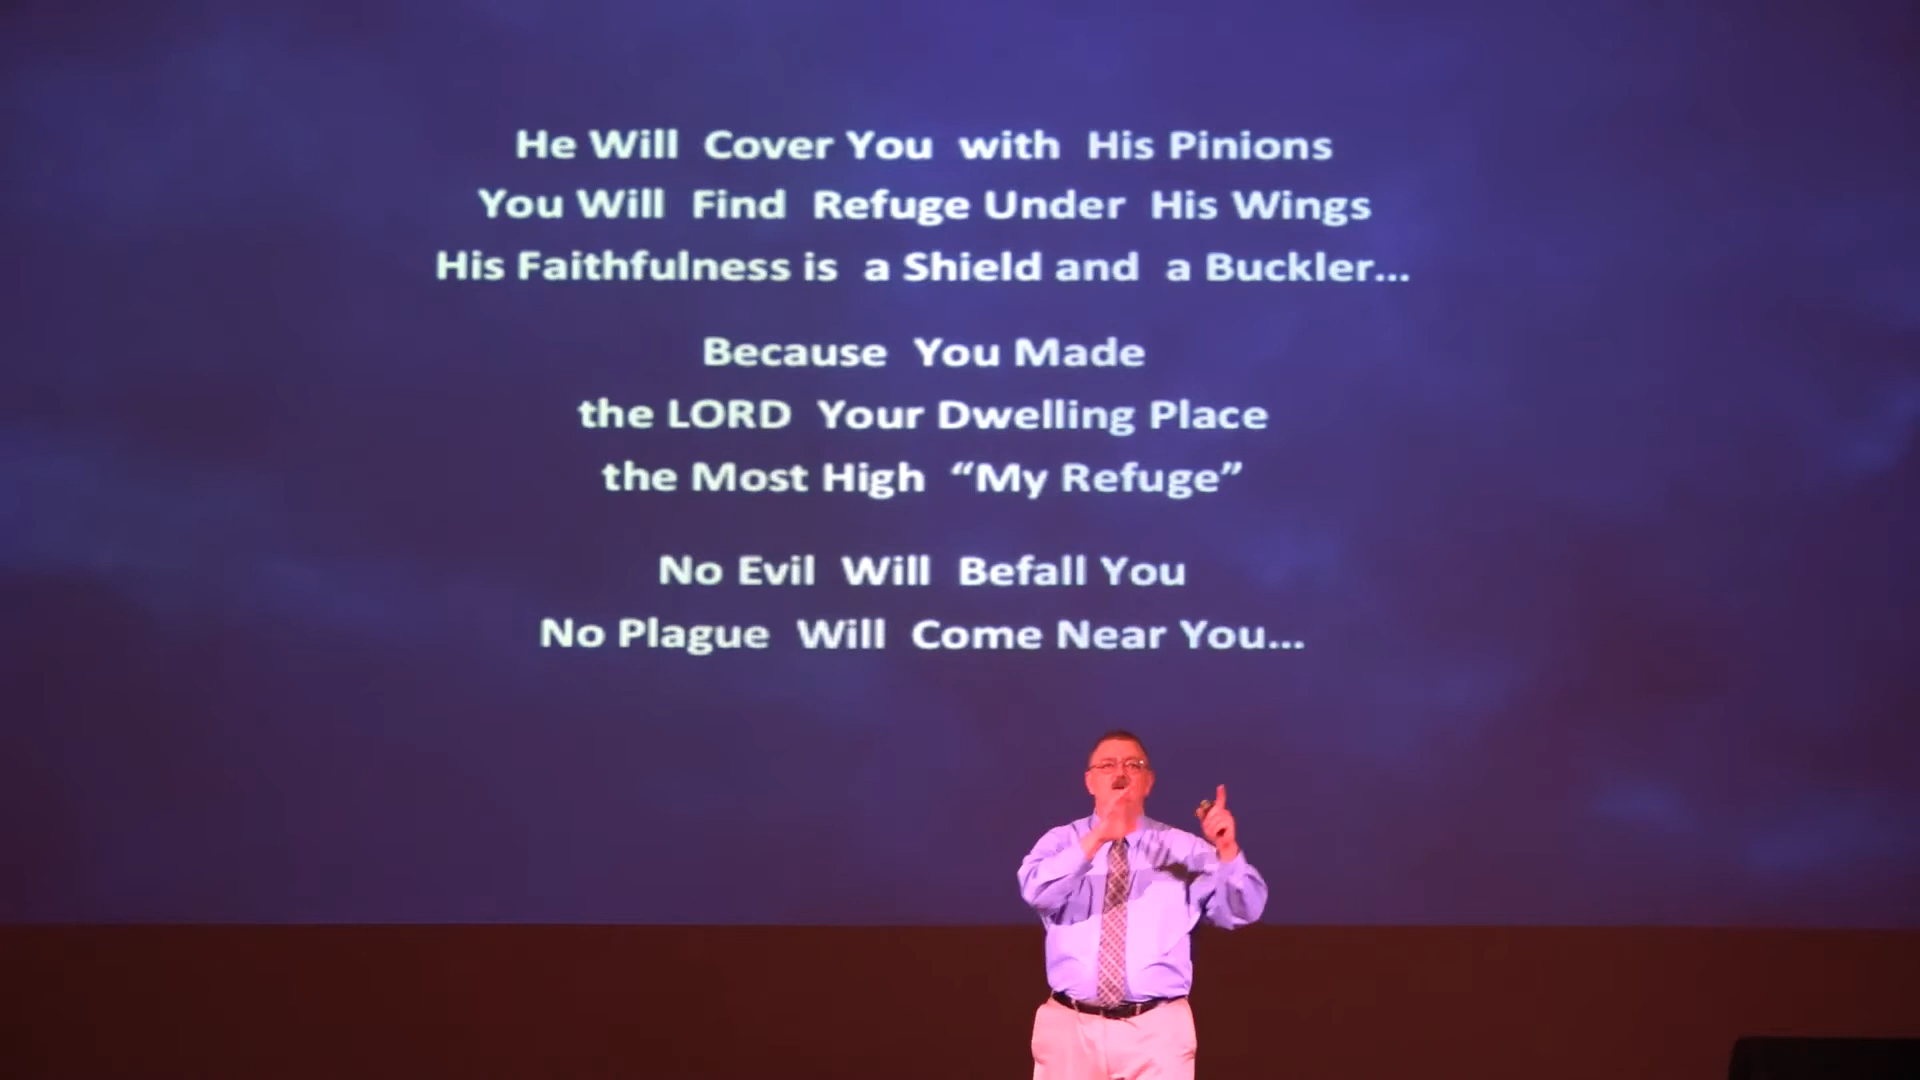 He Will Cover You with His Pinions
You Will Find Refuge Under His Wings
His Faithfulness is a Shield and a Buckler...
Because You Made
the LORD Your Dwelling Place
the Most High “My Refuge”
No Evil Will Befall You
No Plague Will Come Near You...